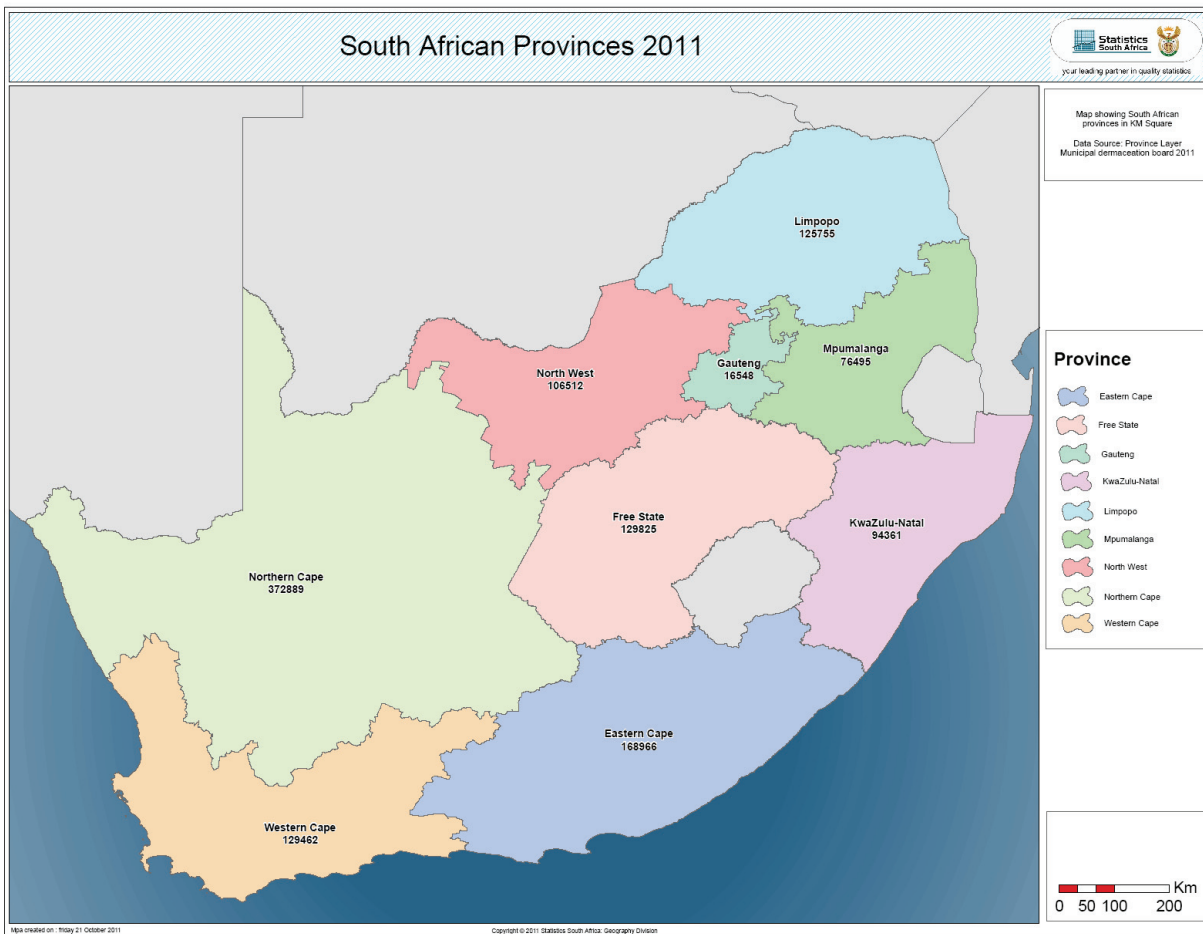 South African Provinces 2011
Statistics
South Africa
your leading partner in quality statistics
Map showing South African
provinces in KM Square
Data Source: Province Layer
Municipal dermaceation board 2011
Limpopo
125755
Mpumalanga
76495
Gauteng
16548
North West
106512
Free State
129825
KwaZulu-Natal
94361
Northern Cape
372889
Eastern Cape
168966
Western Cape
129462
Province
Eastern Cape
Free State
Gauteng
KwaZulu-Natal
Limpopo
Mpumalanga
North West
Northern Cape
Western Cape
Km
0 50 100 200
Mpa created on : friday 21 October 2011
Copyright © 2011 Statistics South Africa: Geography Division